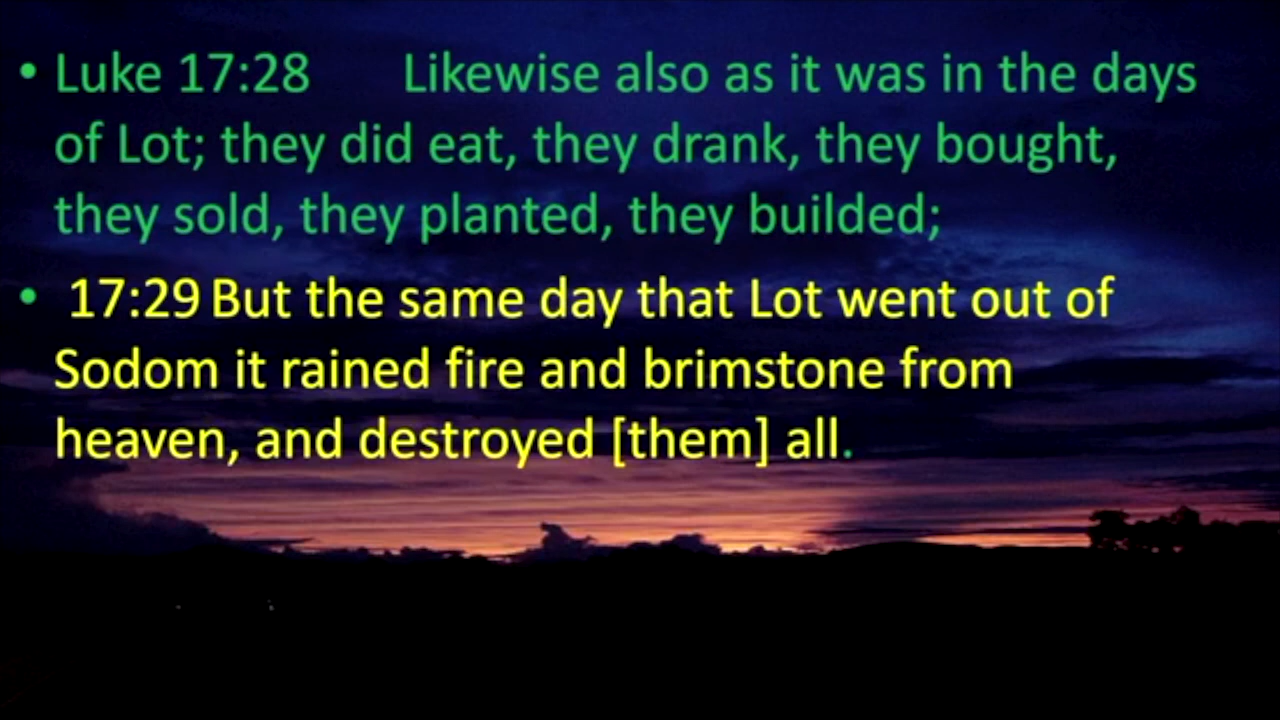 • Luke 17:28 Likewise also as it was in the days
of Lot; they did eat, they drank, they bought,
they sold, they planted, they builded;
• 17:29 But the same day that Lot went out of
Sodom it rained fire and brimstone from
heaven, and destroyed [them] all.